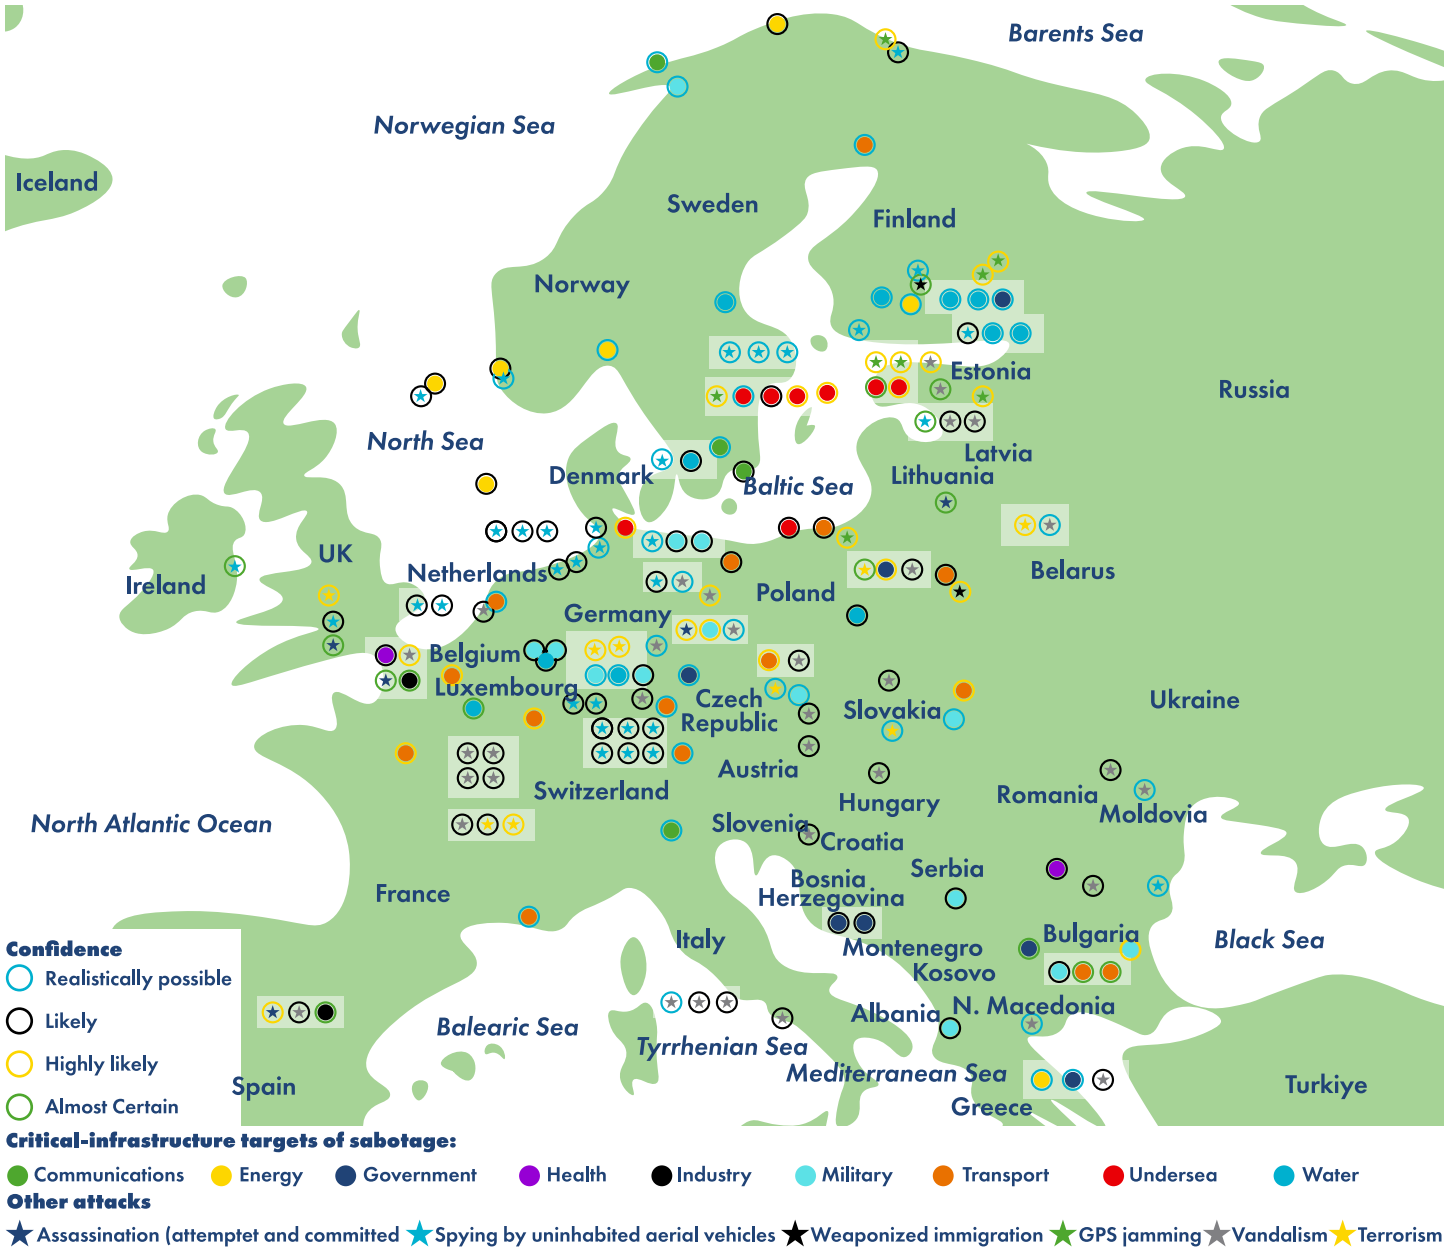 Barents Sea
Norwegian Sea
Iceland
Sweden
Finland
Norway
Estonia
Russia
North Sea
Latvia
Denmark
Lithuania
Baltic Sea
UK
Ireland
Netherlands
Belarus
Poland
Germany
Belgium
Luxembourg
Czech
Republic
Slovakia
Ukraine
Austria
Switzerland
Hungary
Romania
Moldovia
North Atlantic Ocean
Slovenia
Croatia
Serbia
Bosnia
Herzegovina
France
Italy
Montenegro
Bulgaria
Black Sea
Kosovo
N. Macedonia
Albania
Balearic Sea
Tyrrhenian Sea
Mediterranean Sea
Spain
Greece
Turkiye
Confidence
Realistically possible
Likely
Highly likely
Almost Certain
Critical-infrastructure targets of sabotage:
Communications Energy Government Health Industry Military Transport Undersea Water
Other attacks
Assassination (attemptet and committed Spying by uninhabited aerial vehicles Weaponized immigration GPS jamming Vandalism Terrorism